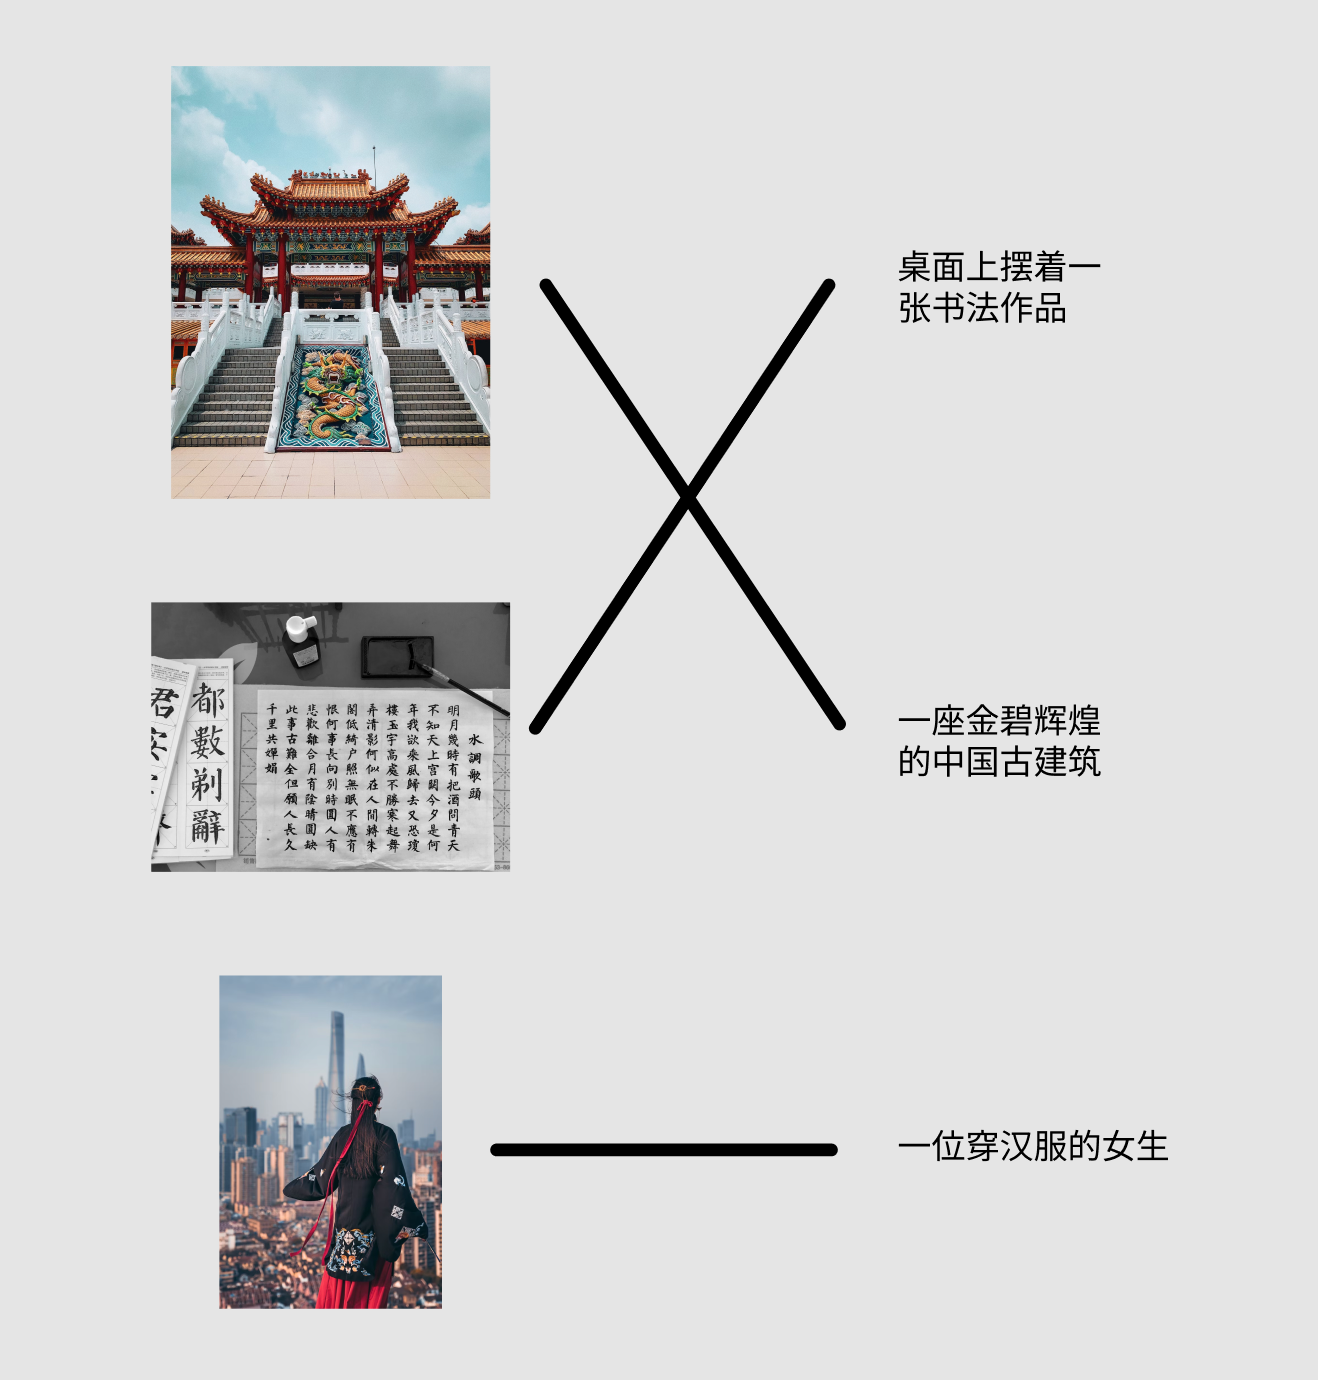 桌面上摆着一
张书法作品
水調歌頭
明月幾時有把酒問青天
不知天上宫闕今夕是何
年我欲乘風歸去又恐瓊
樓玉宇高處不勝寒起舞
弄清影何似在人間轉朱
閣低綺户照無眠不應有
恨何事長向別時圓人有
悲歡離合月有陰晴圓缺
此事古難全但願人長久
千里共嬋娟
都數剃辭
君
一座金碧辉煌
的中国古建筑
一位穿汉服的女生